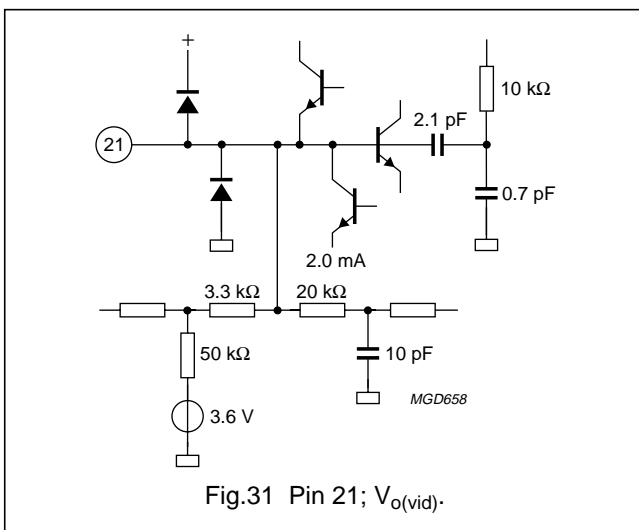 +
10 kΩ
2.1 pF
21
0.7 pF
2.0 mA
3.3 kΩ 20 kΩ
50 kΩ 10 pF
MGD658
3.6 V
Fig.31 Pin 21; Vo(vid).